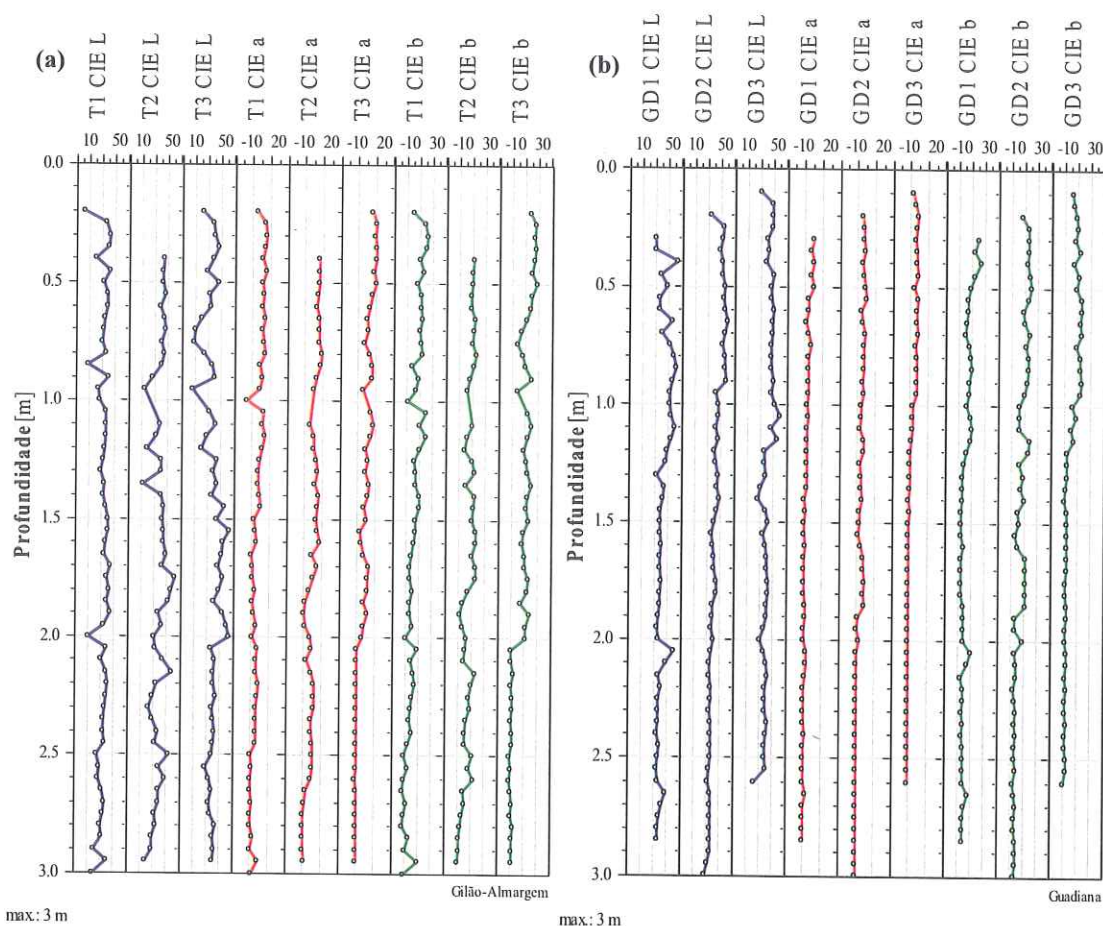 (a)
T1 CIE L
T2 CIE L
T3 CIE L
T1 CIE a
T2 CIE a
T3 CIE a
T1 CIE b
T2 CIE b
T3 CIE b
10 50 10 50 10 50 -10 20 -10 20 -10 20 -10 30 -10 30 -10 30
0.0
0.5
1.0
1.5
2.0
2.5
3.0
Profundidade [m]
Gilão-Almargem
max.: 3 m
(b)
GD1 CIE L
GD2 CIE L
GD3 CIE L
GD1 CIE a
GD2 CIE a
GD3 CIE a
GD1 CIE b
GD2 CIE b
GD3 CIE b
10 50 10 50 10 50 -10 20 -10 20 -10 20 -10 30 -10 30 -10 30
0.0
0.5
1.0
1.5
2.0
2.5
3.0
Profundidade [m]
Guadiana
max.: 3 m